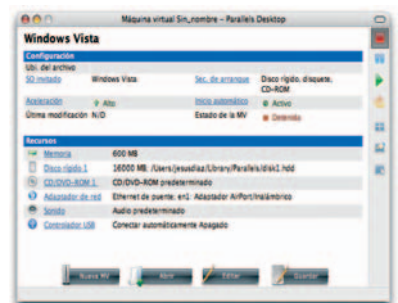 Máquina virtual Sin_nombre – Parallels Desktop
Windows Vista
Configuración
Ubi. del archivo
SO invitado Windows Vista Sec. de arranque Disco rígido, disquete, CD-ROM
Aceleración Alto Inicio automático Activo
Última modificación N/D Estado de la MV Detenida
Recursos
Memoria 600 MB
Disco rígido 1 16000 MB, /Users/jesusdiaz/Library/Parallels/disk1.hdd
CD/DVD-ROM 1 CD/DVD-ROM predeterminado
Adaptador de red Ethernet de puente, en1: Adaptador AirPort/Inalámbrico
Sonido Audio predeterminado
Controlador USB Conectar automáticamente Apagado
Nueva MV Abrir Editar Guardar